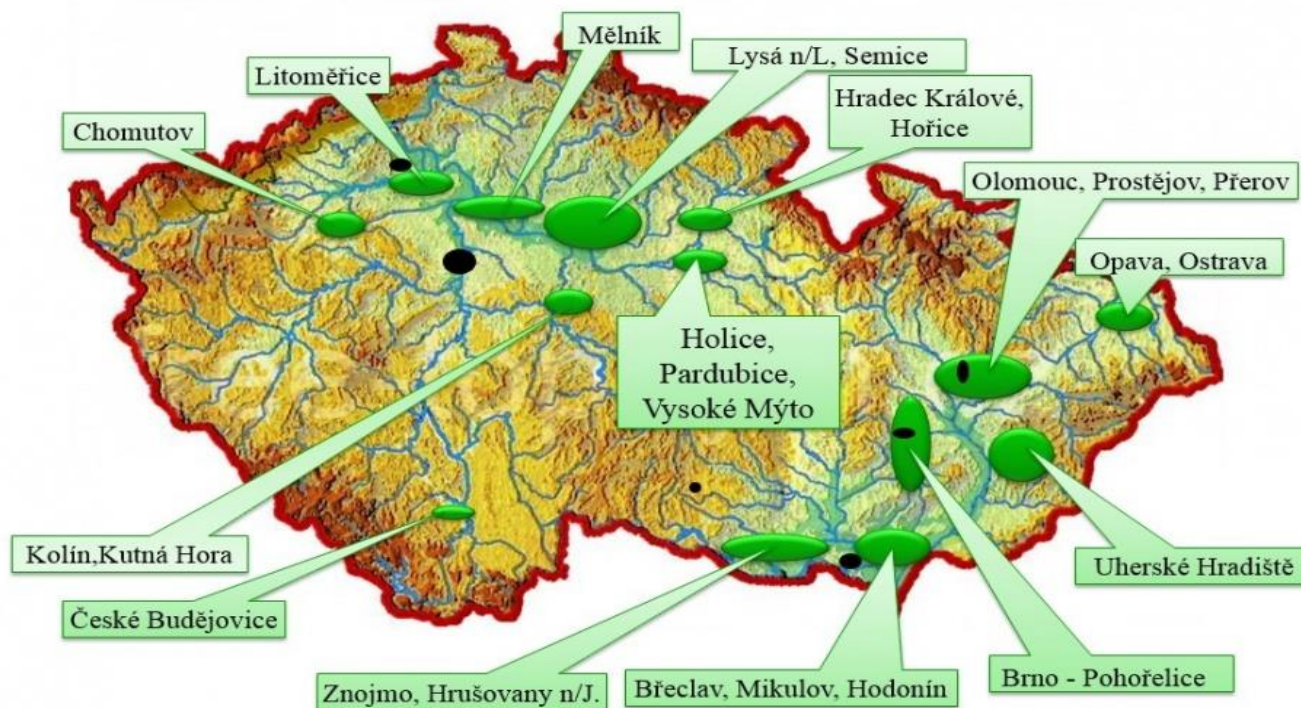 Mělník
Lysá n/L, Semice
Litoměřice
Hradec Králové,
Hořice
Chomutov
Olomouc, Prostějov, Přerov
Opava, Ostrava
Holice,
Pardubice,
Vysoké Mýto
Kolín,Kutná Hora
Uherské Hradiště
České Budějovice
Brno - Pohořelice
Znojmo, Hrušovany n/J.
Břeclav, Mikulov, Hodonín